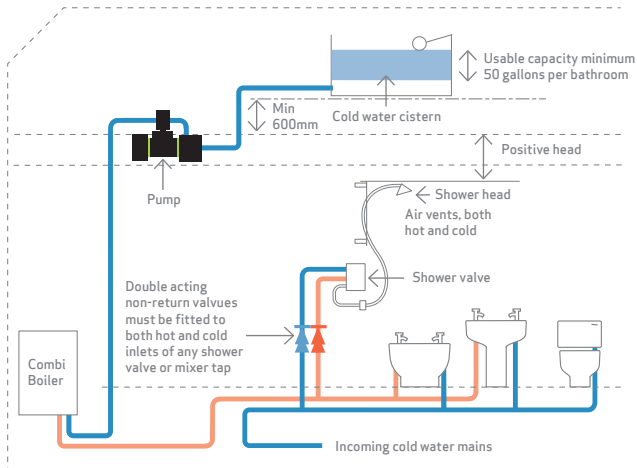 Usable capacity minimum
50 gallons per bathroom
Min
600mm
Cold water cistern
Positive head
Pump
Shower head
Air vents, both
hot and cold
Shower valve
Double acting
non-return valvues
must be fitted to
both hot and cold
inlets of any shower
valve or mixer tap
Combi
Boiler
Incoming cold water mains